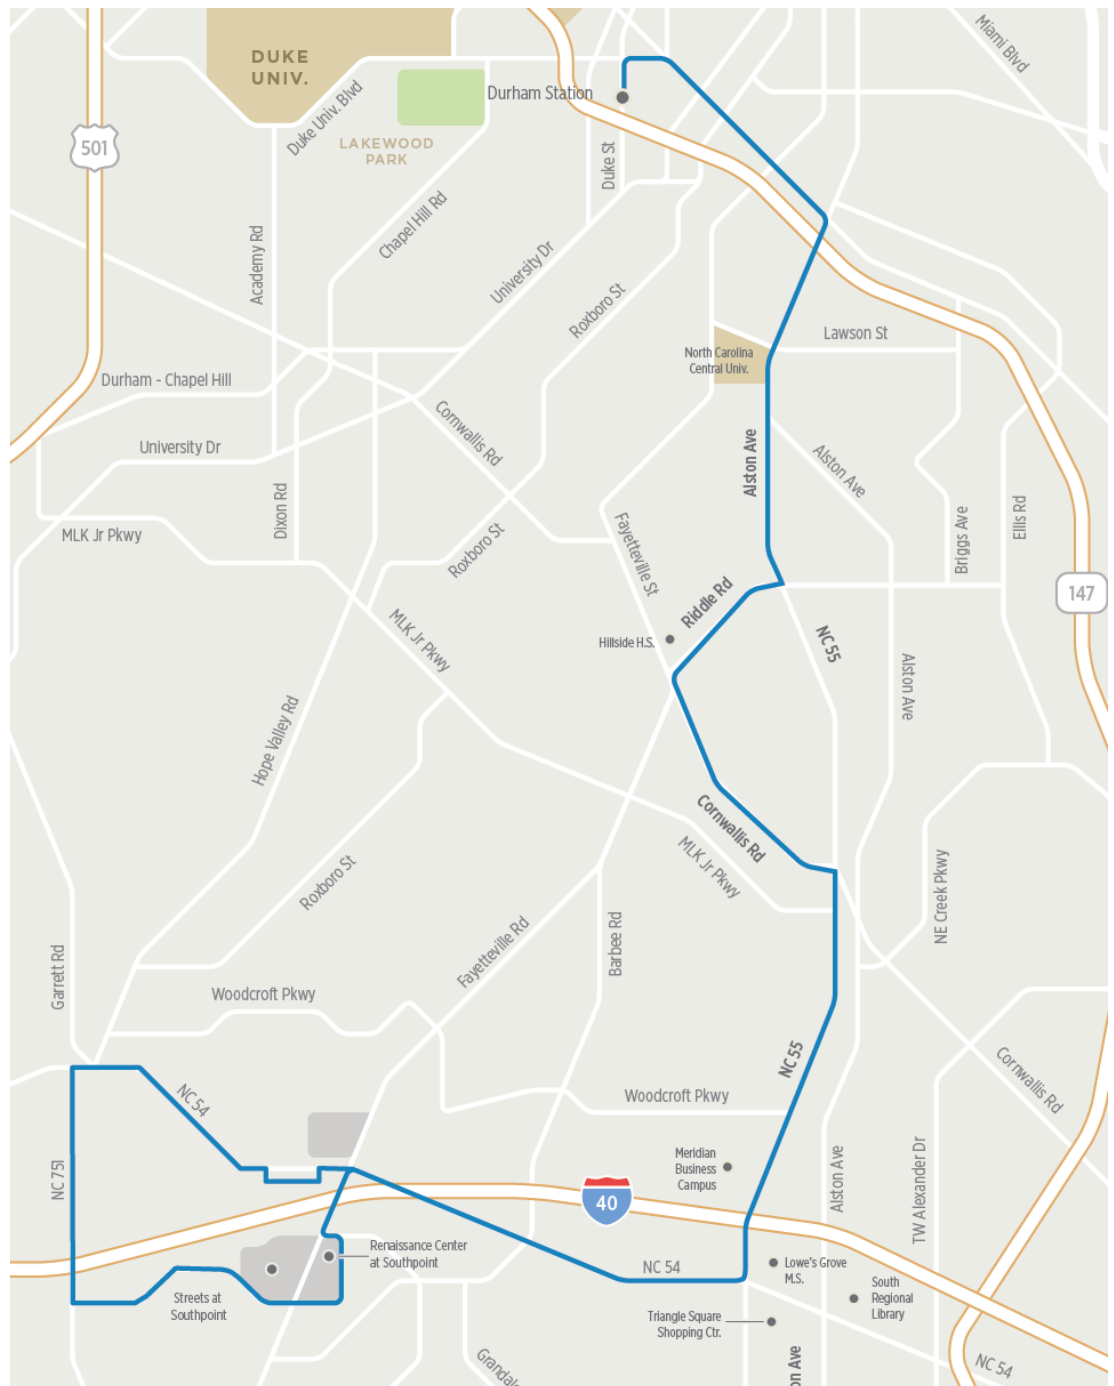 Miami Blvd
DUKE
UNIV.
Duke Univ. Blvd
Durham Station
501
LAKEWOOD
PARK
Duke St
Chapel Hill Rd
Academy Rd
University Dr
Roxboro St
Lawson St
North Carolina
Central Univ.
Durham - Chapel Hill
Cornwallis Rd
University Dr
Alston Ave
Alston Ave
Dixon Rd
MLK Jr Pkwy
Roxboro St
Fayetteville St
Briggs Ave
Ellis Rd
147
Riddle Rd
Hillside H.S.
MLK Jr Pkwy
NC 55
Alston Ave
Hope Valley Rd
Cornwallis Rd
MLK Jr Pkwy
Roxboro St
NE Creek Pkwy
Garrett Rd
Fayetteville Rd
Barbee Rd
Woodcroft Pkwy
NC 55
Cornwallis Rd
NC 54
Woodcroft Pkwy
Meridian
Business
Campus
NC 751
Alston Ave
TW Alexander Dr
40
Renaissance Center
at Southpoint
NC 54
Lowe's Grove
M.S.
South
Regional
Library
Streets at
Southpoint
Triangle Square
Shopping Ctr.
NC 54